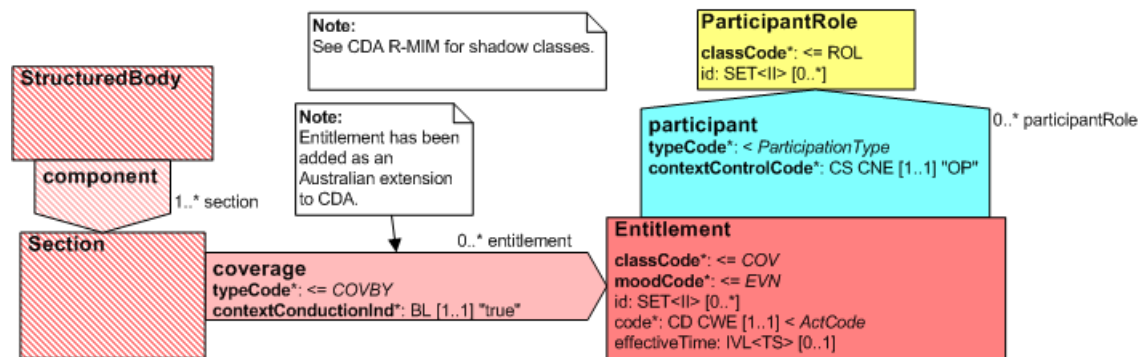 Note:
See CDA R-MIM for shadow classes.
ParticipantRole
classCode*: <= ROL
id: SET<II> [0..*]
StructuredBody
component
1..* section
Note:
Entitlement has been
added as an
Australian extension
to CDA.
participant
typeCode*: < ParticipationType
contextControlCode*: CS CNE [1..1] "OP"
0..* participantRole
Section
coverage
typeCode*: <= COVBY
contextConductionInd*: BL [1..1] "true"
0..* entitlement
Entitlement
classCode*: <= COV
moodCode*: <= EVN
id: SET<II> [0..*]
code*: CD CWE [1..1] < ActCode
effectiveTime: IVL<TS> [0..1]